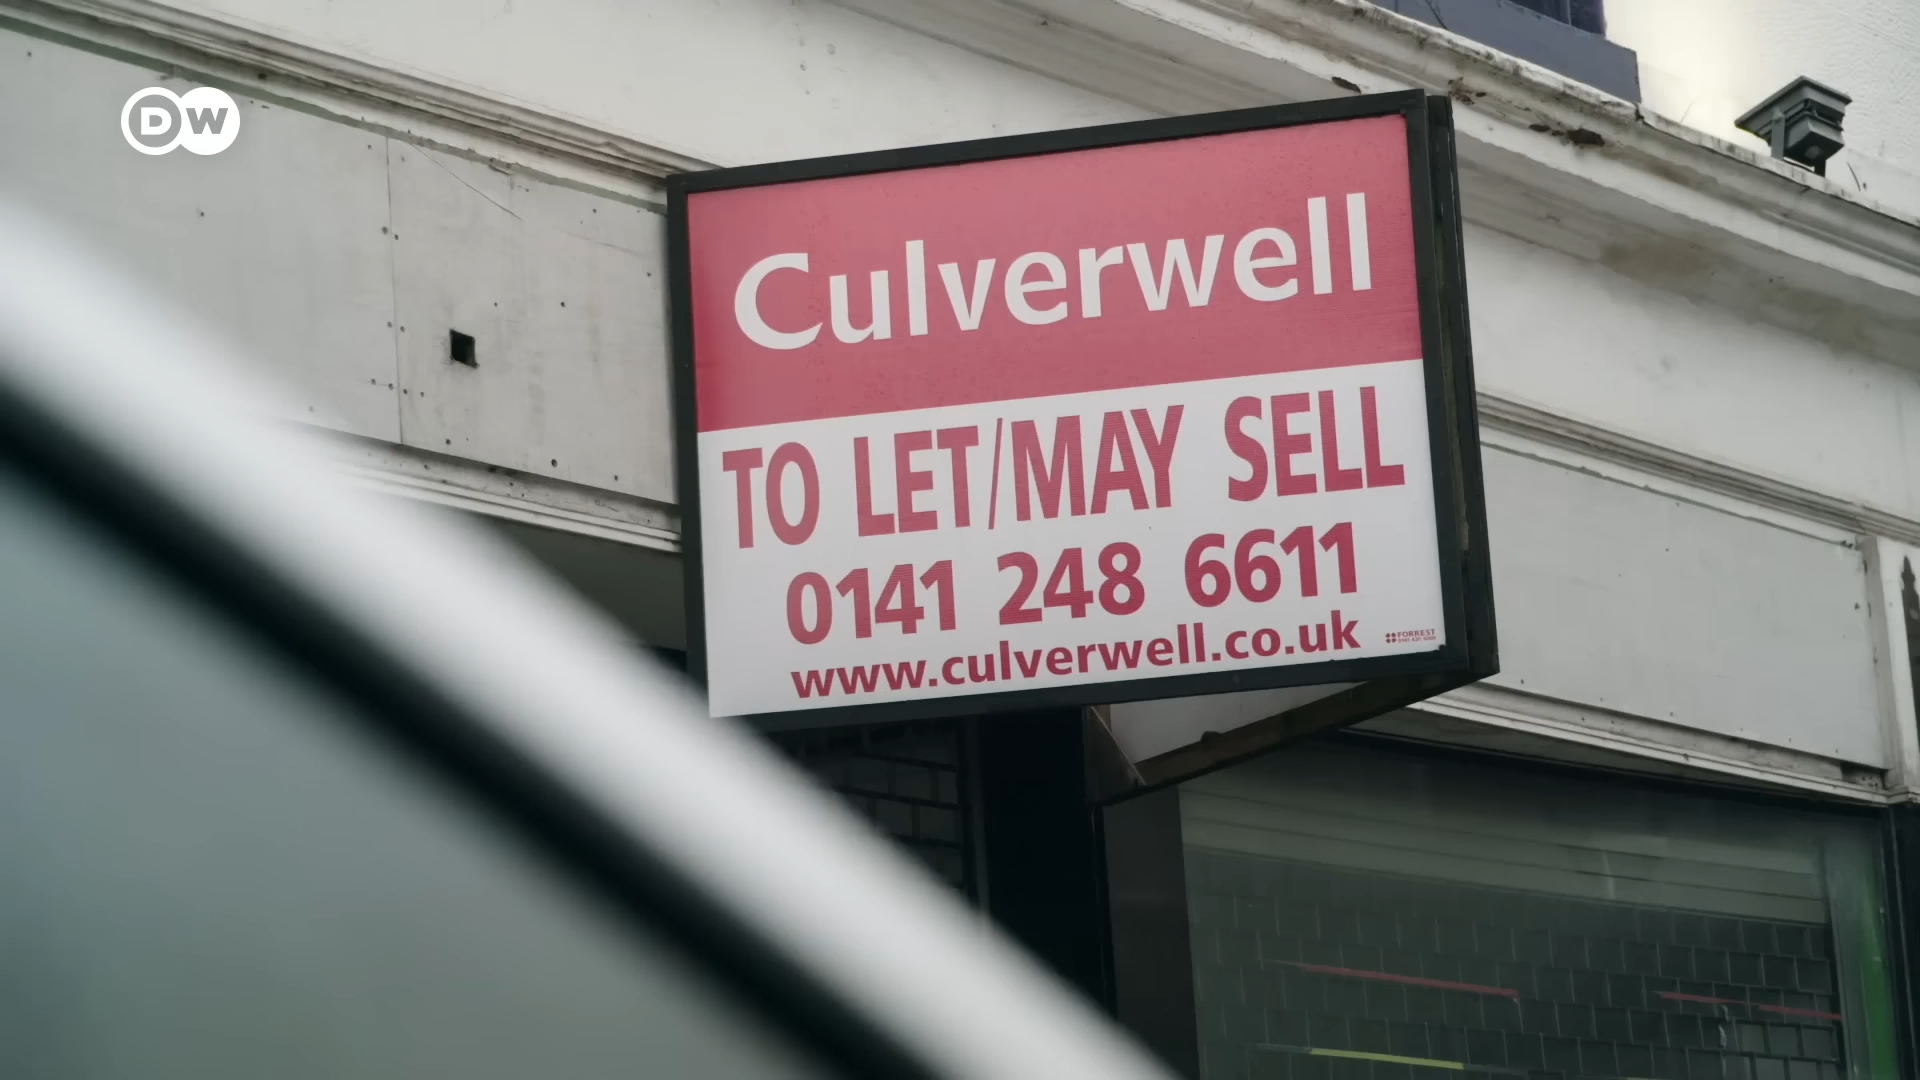 DW
Culverwell
TO LET/MAY SELL
0141 248 6611
www.culverwell.co.uk
FORREST